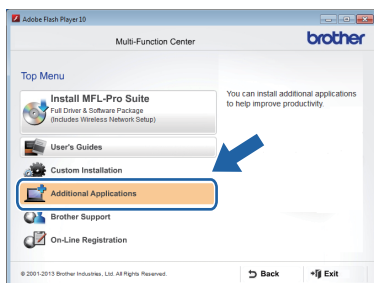 Adobe Flash Player 10
Multi-Function Center
brother
Top Menu
Install MFL-Pro Suite
Full Driver & Software Package
(Includes Wireless Network Setup)
User's Guides
Custom Installation
Additional Applications
Brother Support
On-Line Registration
You can install additional applications
to help improve productivity.
© 2001-2013 Brother Industries, Ltd. All Rights Reserved.
Back
Exit